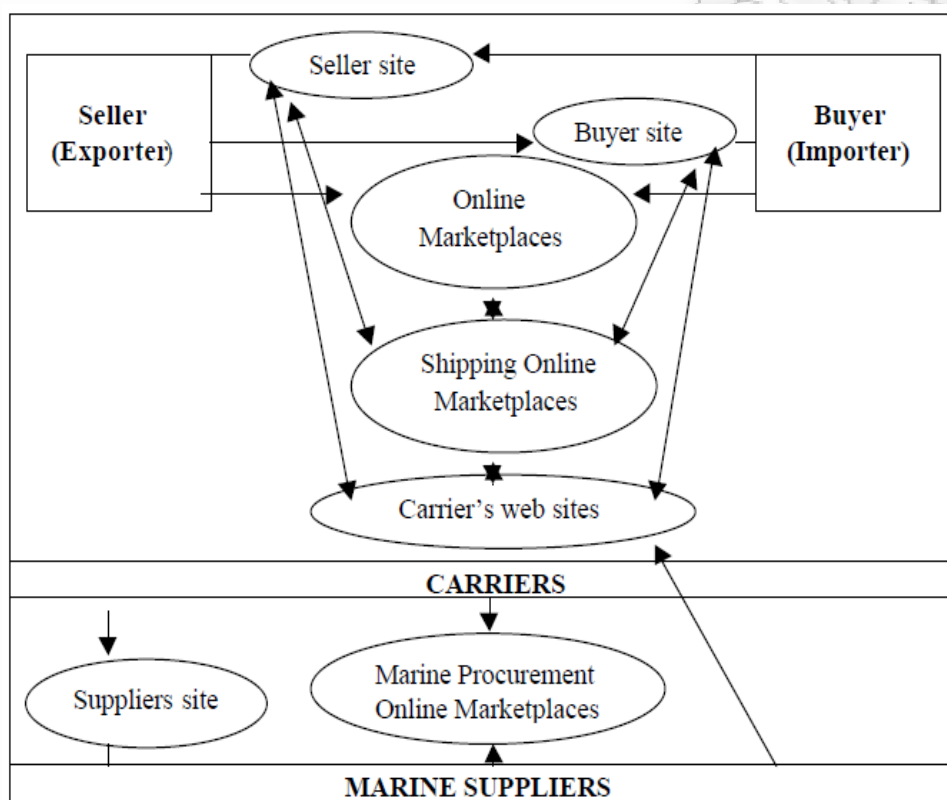 Seller site
Seller
(Exporter)
Buyer site
Buyer
(Importer)
Online
Marketplaces
Shipping Online
Marketplaces
Carrier's web sites
CARRIERS
Suppliers site
Marine Procurement
Online Marketplaces
MARINE SUPPLIERS